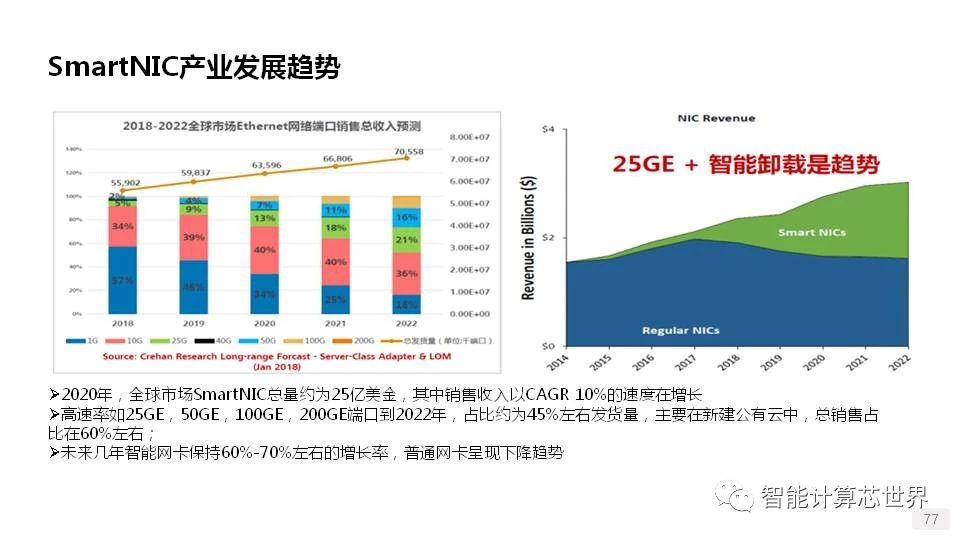 SmartNIC产业发展趋势
2018-2022全球市场Ethernet网络端口销售总收入预测
8.00E+07
140%
7.00E+07
120%
6.00E+07
100%
5.00E+07
80%
4.00E+07
60%
3.00E+07
40%
2.00E+07
20%
1.00E+07
0%
0.00E+00
55,902
59,837
63,596
66,806
70,558
2%
5%
34%
57%
4%
9%
39%
46%
7%
13%
40%
34%
11%
18%
40%
25%
16%
21%
36%
16%
2018 2019 2020 2021 2022
1G 10G 25G 40G 50G 100G 200G 总发货量（单位:千端口）
Source: Crehan Research Long-range Forcast - Server-Class Adapter & LOM
(Jan 2018)
NIC Revenue
25GE + 智能卸载是趋势
Revenue in Billions ($)
$4
$2
$0
Smart NICs
Regular NICs
2014 2015 2016 2017 2018 2019 2020 2021 2022
➢2020年，全球市场SmartNIC总量约为25亿美金，其中销售收入以CAGR 10%的速度在增长
➢高速率如25GE，50GE，100GE，200GE端口到2022年，占比约为45%左右发货量，主要在新建公有云中，总销售占
比在60%左右；
➢未来几年智能网卡保持60%-70%左右的增长率，普通网卡呈现下降趋势
智能计算芯世界
77